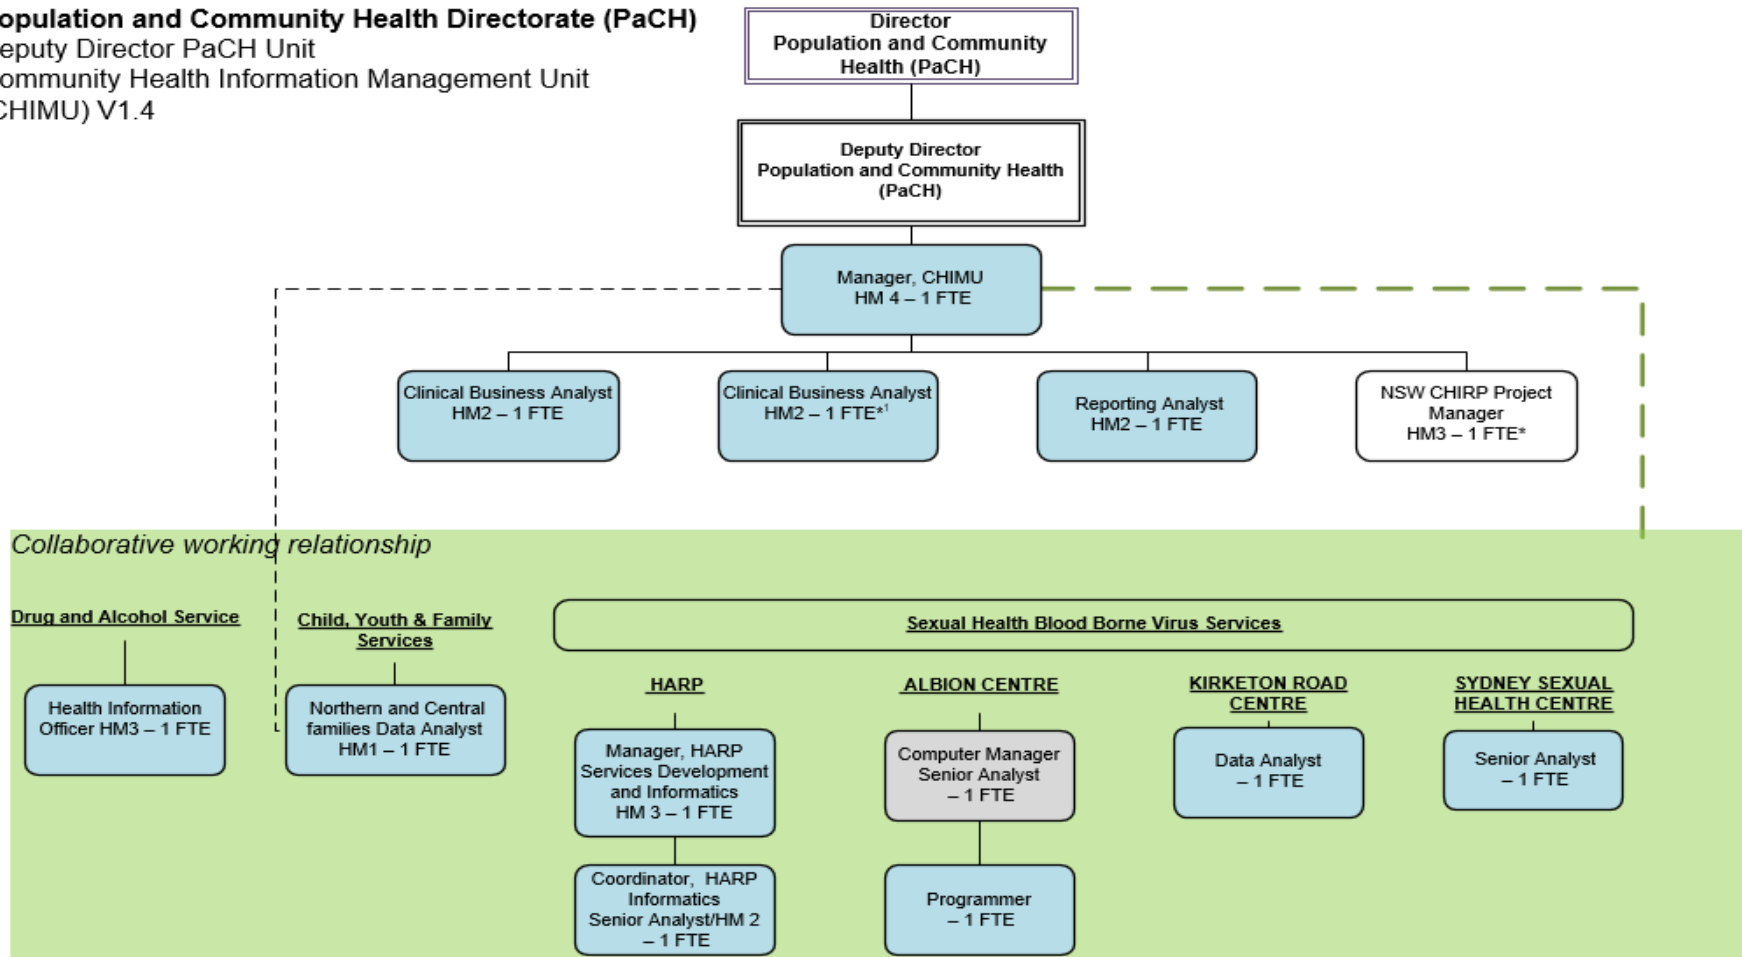 opulation and Community Health Directorate (PaCH)
eputy Director PaCH Unit
ommunity Health Information Management Unit
CHIMU) V1.4
Director
Population and Community
Health (PaCH)
Deputy Director
Population and Community Health
(PaCH)
Manager, CHIMU
HM 4 – 1 FTE
Clinical Business Analyst
HM2 – 1 FTE
Clinical Business Analyst
HM2 – 1 FTE*¹
Reporting Analyst
HM2 – 1 FTE
NSW CHIRP Project
Manager
HM3 – 1 FTE*
Collaborative working relationship
Drug and Alcohol Service
Health Information
Officer HM3 – 1 FTE
Child, Youth & Family
Services
Northern and Central
families Data Analyst
HM1 – 1 FTE
Sexual Health Blood Borne Virus Services
HARP
Manager, HARP
Services Development
and Informatics
HM 3 – 1 FTE
Coordinator, HARP
Informatics
Senior Analyst/HM 2
– 1 FTE
ALBION CENTRE
Computer Manager
Senior Analyst
– 1 FTE
Programmer
– 1 FTE
KIRKETON ROAD
CENTRE
Data Analyst
– 1 FTE
SYDNEY SEXUAL
HEALTH CENTRE
Senior Analyst
– 1 FTE